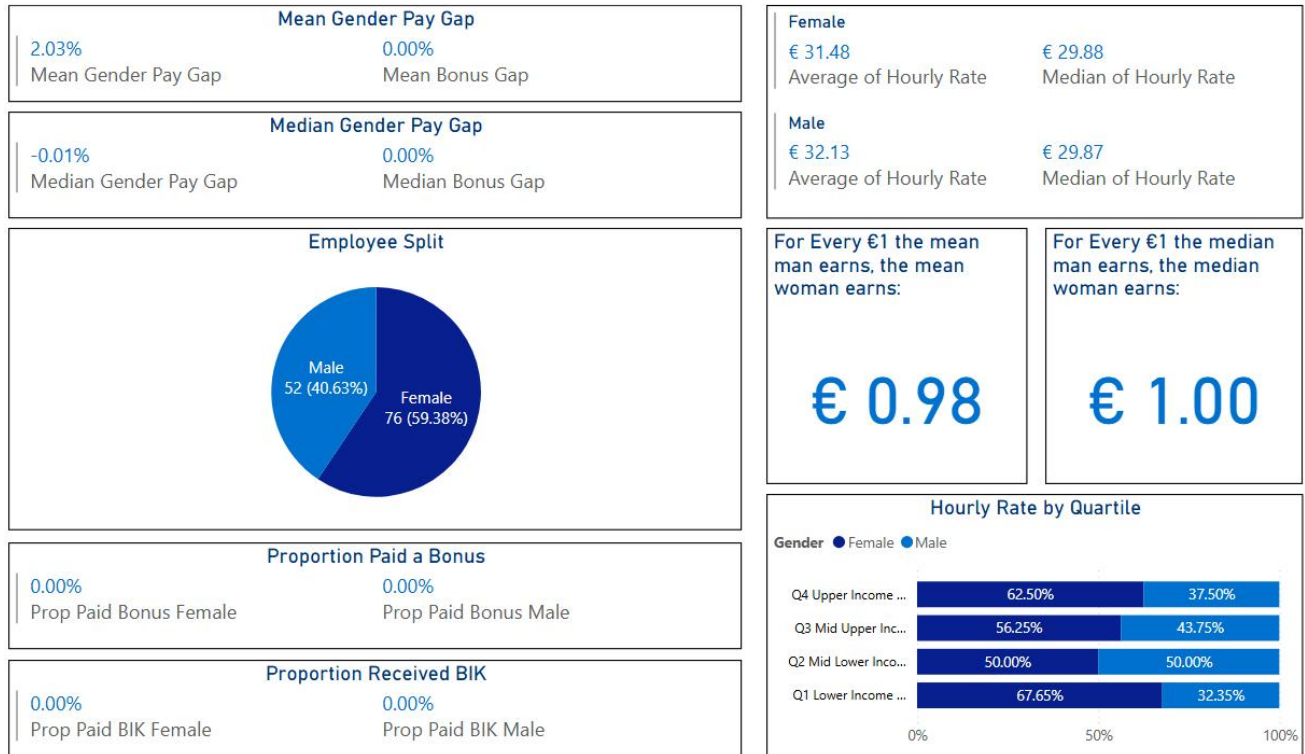 Mean Gender Pay Gap
2.03%
0.00%
Mean Gender Pay Gap
Mean Bonus Gap
Median Gender Pay Gap
-0.01%
0.00%
Median Gender Pay Gap
Median Bonus Gap
Employee Split
Male
52 (40.63%)
Female
76 (59.38%)
Proportion Paid a Bonus
0.00%
0.00%
Prop Paid Bonus Female
Prop Paid Bonus Male
Proportion Received BIK
0.00%
0.00%
Prop Paid BIK Female
Prop Paid BIK Male
Female
€ 31.48
€ 29.88
Average of Hourly Rate
Median of Hourly Rate
Male
€ 32.13
€ 29.87
Average of Hourly Rate
Median of Hourly Rate
For Every €1 the mean
man earns, the mean
woman earns:
€ 0.98
For Every €1 the median
man earns, the median
woman earns:
€ 1.00
Hourly Rate by Quartile
Gender Female Male
Q4 Upper Income ... 62.50% 37.50%
Q3 Mid Upper Inc... 56.25% 43.75%
Q2 Mid Lower Inco... 50.00% 50.00%
Q1 Lower Income ... 67.65% 32.35%
0% 50% 100%